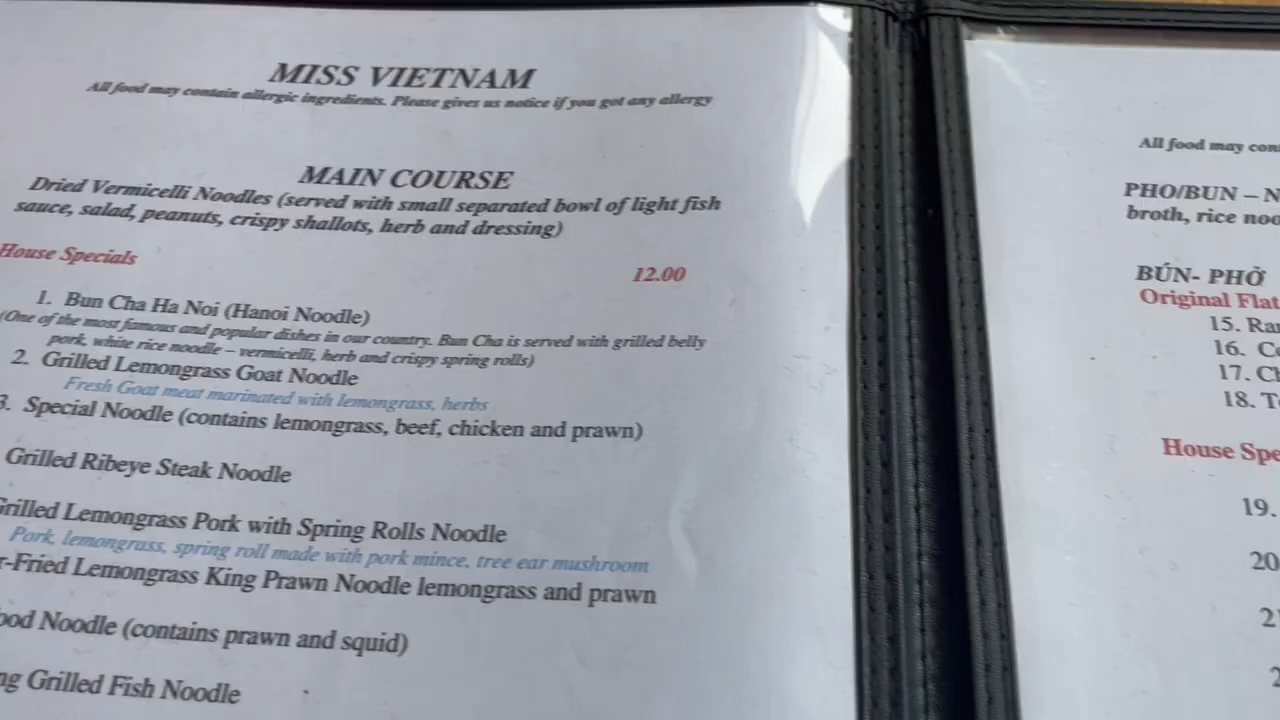 MISS VIETNAM
All food may contain allergic ingredients. Please gives us notice if you got any allergy
MAIN COURSE
Dried Vermicelli Noodles (served with small separated bowl of light fish
sauce, salad, peanuts, crispy shallots, herb and dressing)
House Specials 12.00
1. Bun Cha Ha Noi (Hanoi Noodle)
(One of the most famous and popular dishes in our country. Bun Cha is served with grilled belly
pork, white rice noodle – vermicelli, herb and crispy spring rolls)
2. Grilled Lemongrass Goat Noodle
Fresh Goat meat marinated with lemongrass, herbs
3. Special Noodle (contains lemongrass, beef, chicken and prawn)
Grilled Ribeye Steak Noodle
Grilled Lemongrass Pork with Spring Rolls Noodle
Pork, lemongrass, spring roll made with pork mince, tree ear mushroom
-Fried Lemongrass King Prawn Noodle lemongrass and prawn
Noodle (contains prawn and squid)
Grilled Fish Noodle
All food may
PHO/BUN –
broth, rice
BÚN- PHỞ
Original Flat
15.
16.
17.
18.
House
19.
20